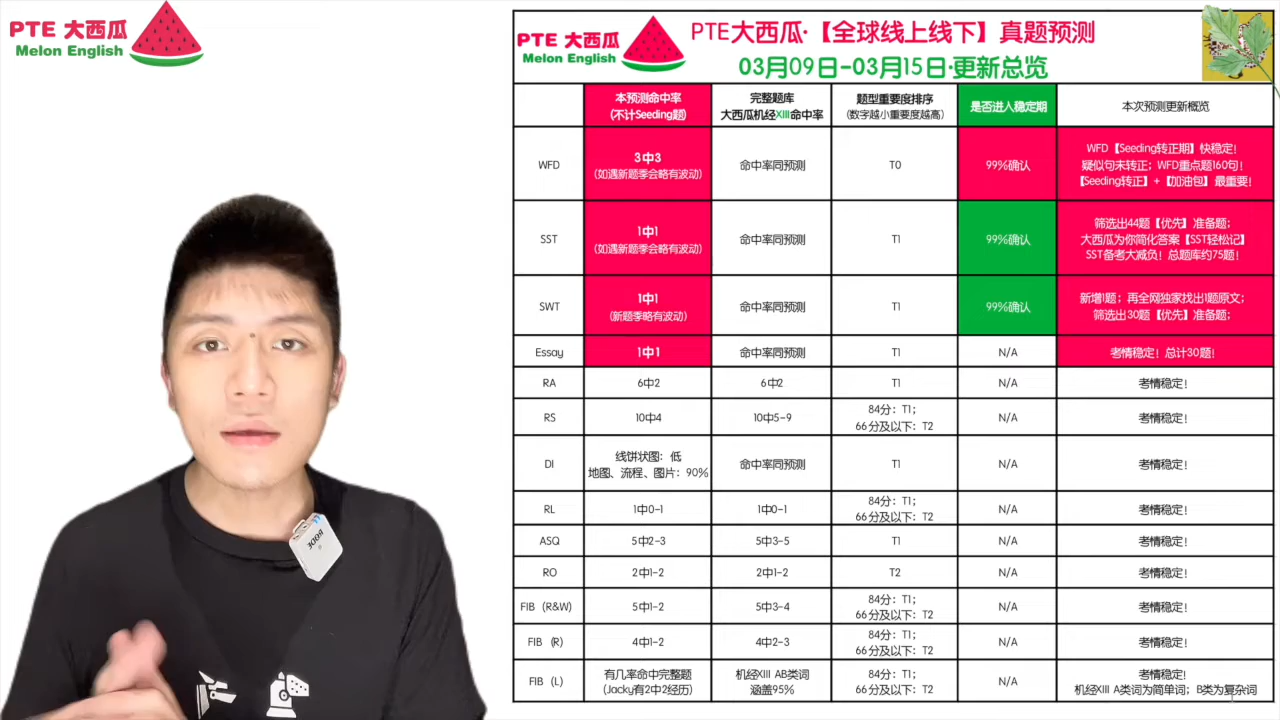 PTE 大西瓜
Melon English
PTE 大西瓜
Melon English
PTE大西瓜·【全球线上线下】真题预测
03月09日-03月15日·更新总览
本预测命中率
(不计Seeding题)
完整题库
大西瓜机经XIII命中率
题型重要度排序
(数字越小重要度越高)
是否进入稳定期
本次预测更新概览
WFD
3中3
(如遇新题季会略有波动)
命中率同预测
T0
99%确认
WFD【Seeding转正期】快稳定!
疑似句未转正; WFD重点题160句!
【Seeding转正】+【加油包】最重要!
SST
1中1
(如遇新题季会略有波动)
命中率同预测
T1
99%确认
筛选出44题【优先】准备题;
大西瓜为你简化答案【SST轻松记】
SST备考大减负! 总题库约75题!
SWT
1中1
(新题季略有波动)
命中率同预测
T1
99%确认
新增1题; 再全网独家找出1题原文;
筛选出30题【优先】准备题;
Essay
1中1
命中率同预测
T1
N/A
考情稳定! 总计30题!
RA
6中2
6中2
T1
N/A
考情稳定!
RS
10中4
10中5-9
84分: T1;
66分及以下: T2
N/A
考情稳定!
DI
线饼状图: 低
地图、流程、图片: 90%
命中率同预测
T1
N/A
考情稳定!
RL
1中0-1
1中0-1
84分: T1;
66分及以下: T2
N/A
考情稳定!
ASQ
5中2-3
5中3-5
T1
N/A
考情稳定!
RO
2中1-2
2中1-2
T2
N/A
考情稳定!
FIB (R&W)
5中1-2
5中3-4
84分: T1;
66分及以下: T2
N/A
考情稳定!
FIB (R)
4中1-2
4中2-3
84分: T1;
66分及以下: T2
N/A
考情稳定!
FIB (L)
有几率命中完整题
(Jacky有2中2经历)
机经XIII AB类词
涵盖95%
84分: T1;
66分及以下: T2
N/A
考情稳定!
机经XIII A类词为简单词; B类为复杂词
RODE